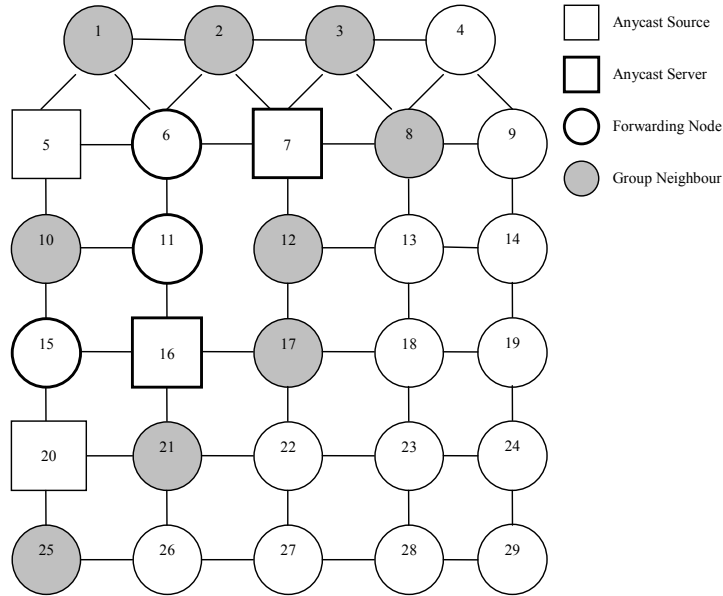 1 2 3 4
5 6 7 8 9
10 11 12 13 14
15 16 17 18 19
20 21 22 23 24
25 26 27 28 29
Anycast Source
Anycast Server
Forwarding Node
Group Neighbour